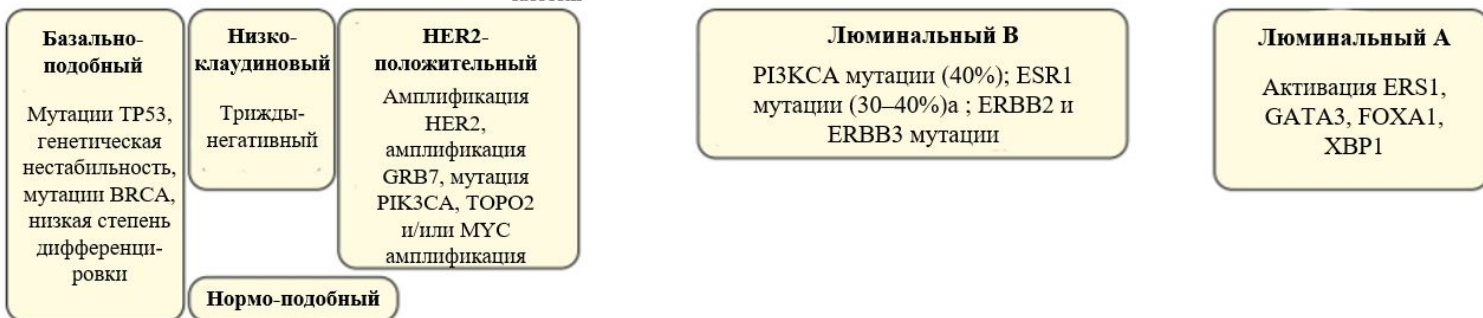 Базально-
подобный
Мутации TP53,
генетическая
нестабильность,
мутации BRCA,
низкая степень
дифференци-
ровки
Низко-
клаудиновый
Трижды-
негативный
HER2-
положительный
Амплификация
HER2,
амплификация
GRB7, мутация
PIK3CA, TOPO2
и/или MYC
амплификация
Нормо-подобный
Люминальный В
PI3KCA мутации (40%); ESR1
мутации (30–40%)a ; ERBB2 и
ERBB3 мутации
Люминальный А
Активация ERS1,
GATA3, FOXA1,
XBP1